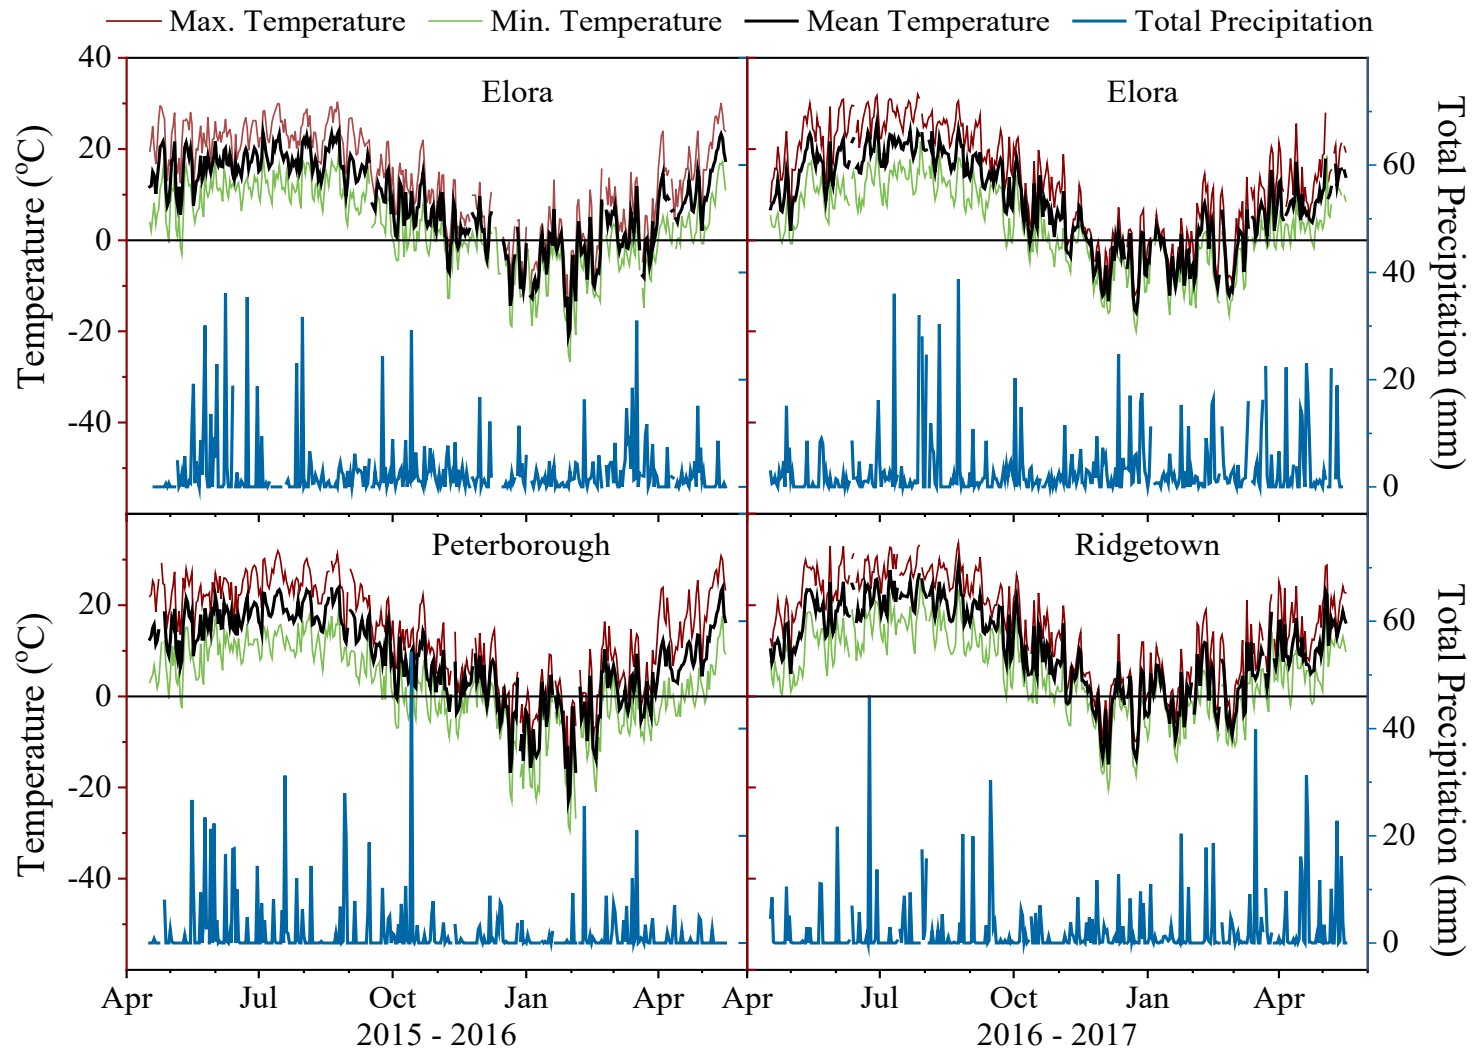 Max. Temperature Min. Temperature Mean Temperature Total Precipitation
Elora
Elora
Temperature (ºC)
40
20
0
-20
-40
Total Precipitation (mm)
60
40
20
0
Peterborough
Ridgetown
Temperature (ºC)
20
0
-20
-40
Total Precipitation (mm)
60
40
20
0
Apr Jul Oct Jan Apr Apr Jul Oct Jan Apr
2015 - 2016 2016 - 2017